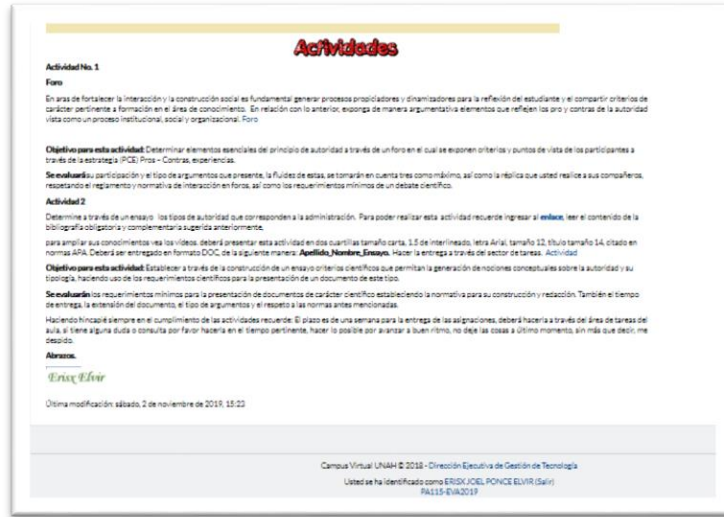 Actividades
Actividad No. 1
Foro
En aras de fortalecer la interacción y la construcción social es fundamental generar procesos propiciadores y dinamizadores para la reflexión del estudiante y el compartir criterios de
carácter pertinente a formación en el área de conocimiento. En relación con lo anterior, exponga de manera argumentativa elementos que reflejen los pro y contras de la autoridad
vista como un proceso institucional, social y organizacional. Foro
Objetivo para esta actividad: Determinar elementos esenciales del principio de autoridad a través de un foro en el cual se exponen criterios y puntos de vista de los participantes a
través de la estrategia (PCE) Pros – Contras, experiencias.
Se evaluará su participación y el tipo de argumentos que presente, la fluidez de estas, se tomarán en cuenta tres como máximo, así como la réplica que usted realice a sus compañeros,
respetando el reglamento y normativa de interacción en foros, así como los requerimientos mínimos de un debate científico.
Actividad 2
Determine a través de un ensayo los tipos de autoridad que corresponden a la administración. Para poder realizar esta actividad recuerde ingresar al enlace, leer el contenido de la
bibliografía obligatoria y complementaria sugerida anteriormente,
para ampliar sus conocimientos vea los videos. deberá presentar esta actividad en dos cuartillas tamaño carta, 1.5 de interlineado, letra Arial, tamaño 12, título tamaño 14, citado en
normas APA. Deberá ser entregado en formato DOC, de la siguiente manera: Apellido_Nombre_Ensayo. Hacer la entrega a través del sector de tareas. Actividad
Objetivo para esta actividad: Establecer a través de la construcción de un ensayo criterios científicos que permitan la generación de nociones conceptuales sobre la autoridad y su
tipología, haciendo uso de los requerimientos científicos para la presentación de un documento de este tipo.
Se evaluarán los requerimientos mínimos para la presentación de documentos de carácter científico estableciendo la normativa para su construcción y redacción. También el tiempo
de entrega, la extensión del documento, el tipo de argumentos y el respeto a las normas antes mencionadas.
Haciendo hincapié siempre en el cumplimiento de las actividades recuerde: El plazo es de una semana para la entrega de las asignaciones, deberá hacerla a través del área de tareas del
aula, si tiene alguna duda o consulta por favor hacerla en el tiempo pertinente, hacer lo posible por avanzar a buen ritmo, no deje las cosas a último momento, sin más que decir, me
despido.
Abrazos.
Erisx Elvir
Última modificación: sábado, 2 de noviembre de 2019, 15:23
Campus Virtual UNAH © 2018 - Dirección Ejecutiva de Gestión de Tecnología
Usted se ha identificado como ERISX JOEL PONCE ELVIR (Salir)
PA115-EVA2019